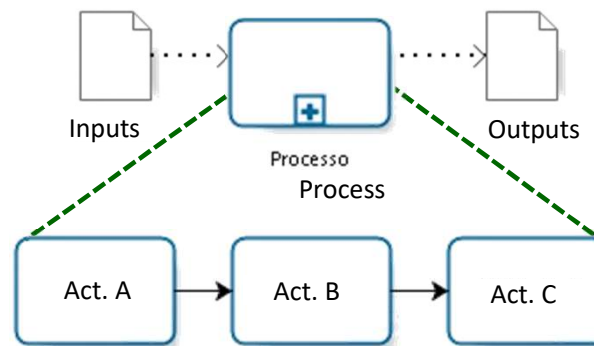 Inputs
Outputs
Processo
Process
Act. A
Act. B
Act. C